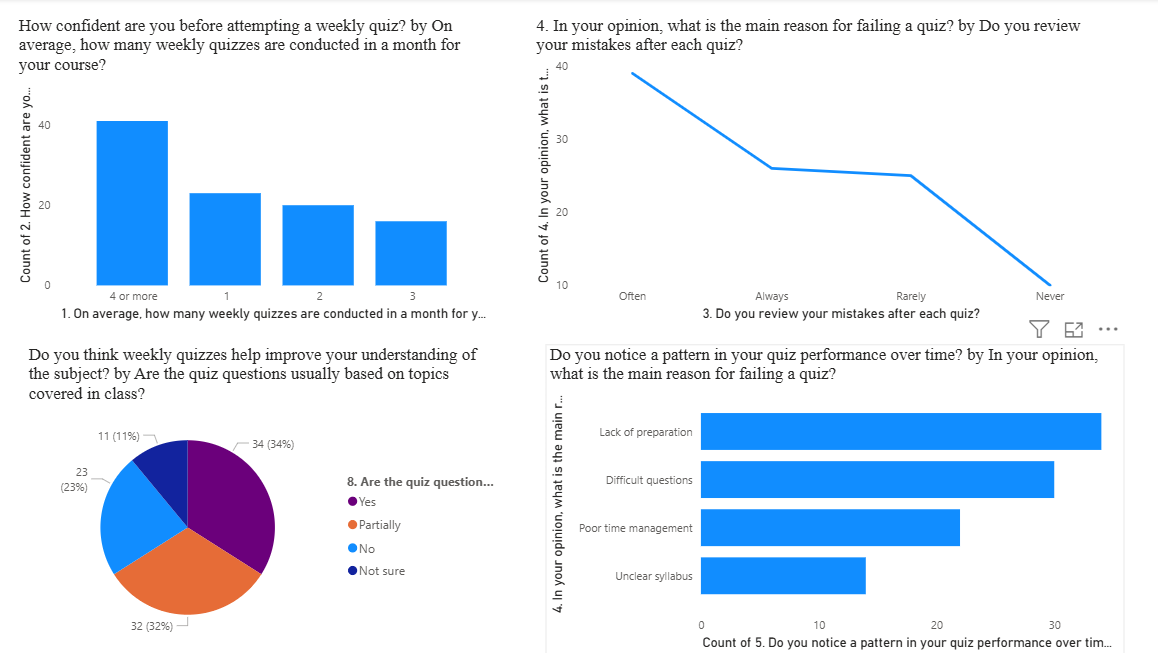 How confident are you before attempting a weekly quiz? by On
average, how many weekly quizzes are conducted in a month for
your course?
Count of 2. How confident are yo...
40
20
0
4 or more
1
2
3
1. On average, how many weekly quizzes are conducted in a month for y...
4. In your opinion, what is the main reason for failing a quiz? by Do you review
your mistakes after each quiz?
Count of 4. In your opinion, what is t...
40
30
20
10
Often
Always
Rarely
Never
3. Do you review your mistakes after each quiz?
Do you think weekly quizzes help improve your understanding of
the subject? by Are the quiz questions usually based on topics
covered in class?
11 (11%)
34 (34%)
23
(23%)
32 (32%)
8. Are the quiz question...
Yes
Partially
No
Not sure
Do you notice a pattern in your quiz performance over time? by In your opinion,
what is the main reason for failing a quiz?
4. In your opinion, what is the main r...
Lack of preparation
Difficult questions
Poor time management
Unclear syllabus
0
10
20
30
Count of 5. Do you notice a pattern in your quiz performance over tim...